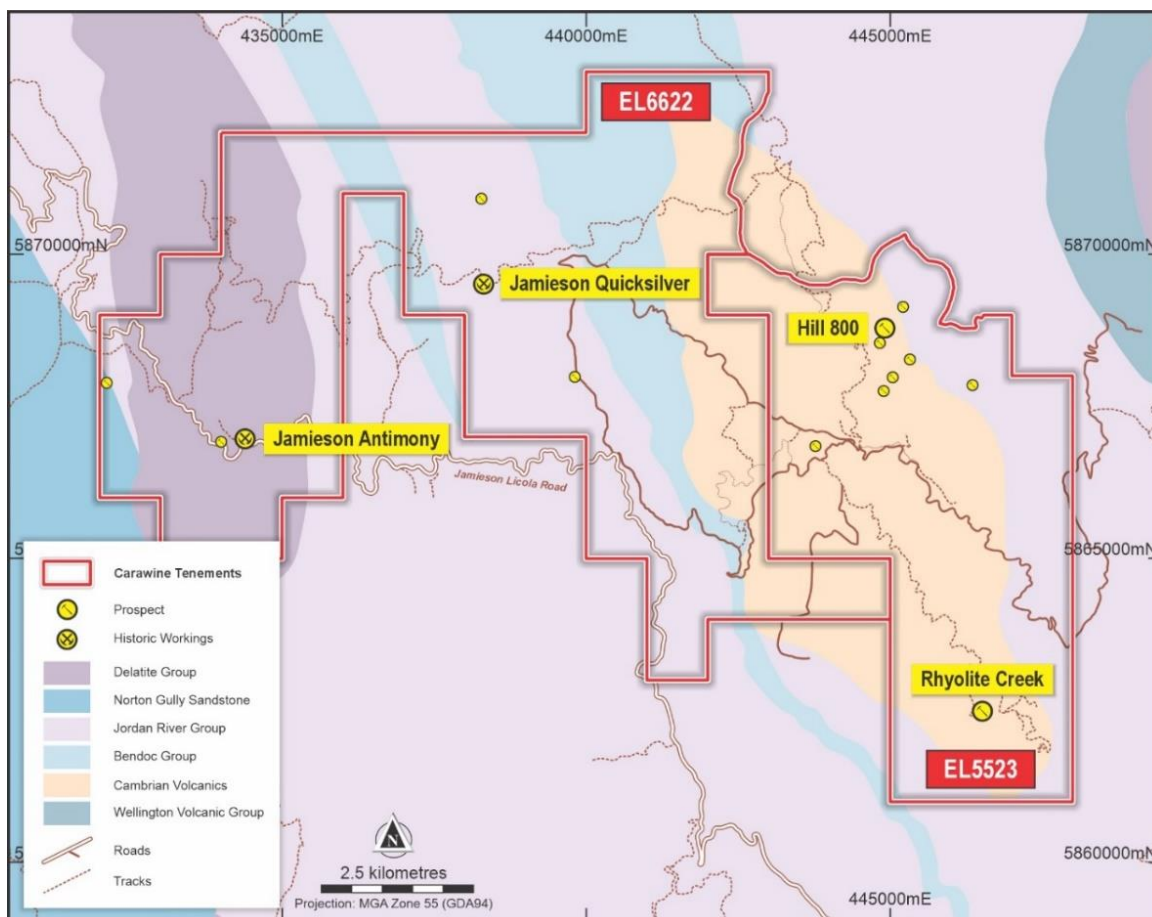 435000mE
440000mE
445000mE
EL6622
5870000mN
5870000mN
Jamieson Quicksilver
Hill 800
Jamieson Antimony
Jamieson Licola Road
5
5865000mN
Carawine Tenements
Prospect
Historic Workings
Delatite Group
Norton Gully Sandstone
Jordan River Group
Bendoc Group
Cambrian Volcanics
Wellington Volcanic Group
Roads
Tracks
Rhyolite Creek
EL5523
N
2.5 kilometres
Projection: MGA Zone 55 (GDA94)
5
5860000mN
445000mE